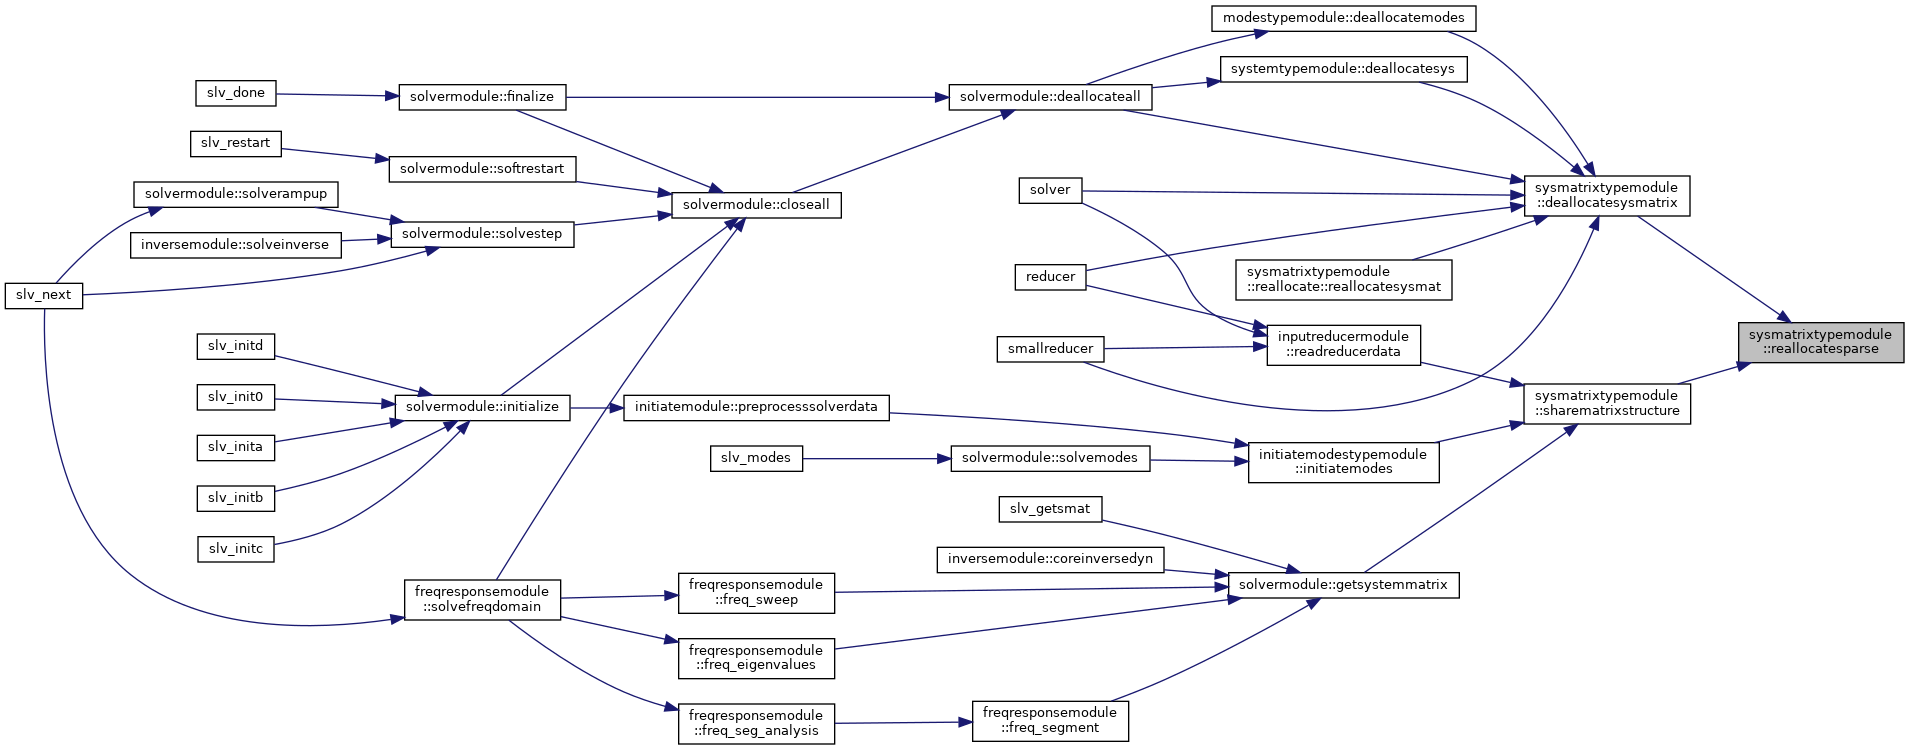 modestypemodule::deallocatemodes
systemtypemodule::deallocatesys
slv_done
solvermodule::finalize
solvermodule::deallocateall
slv_restart
solvermodule::softrestart
solvermodule::solverampup
solvermodule::closeall
solver
sysmatrixtypemodule
::deallocatesysmatrix
inversemodule::solveinverse
solvermodule::solvestep
slv_next
reducer
sysmatrixtypemodule
::reallocate::reallocatesysmat
sysmatrixtypemodule
::reallocatesparse
slv_initd
smallreducer
inputreducermodule
::readreducerdata
slv_init0
solvermodule::initialize
initiatemodule::preprocesssolverdata
sysmatrixtypemodule
::sharematrixstructure
slv_inita
slv_modes
solvermodule::solvemodes
initiatemodestypemodule
::initiatemodes
slv_initb
slv_getsmat
slv_initc
inversemodule::coreinversedyn
freqresponsemodule
::solvefreqdomain
freqresponsemodule
::freq_sweep
solvermodule::getsystemmatrix
freqresponsemodule
::freq_eigenvalues
freqresponsemodule
::freq_seg_analysis
freqresponsemodule
::freq_segment